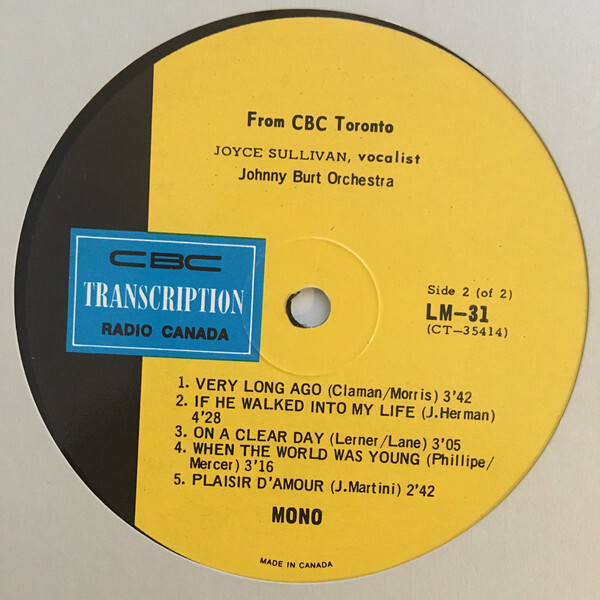 From CBC Toronto
JOYCE SULLIVAN, vocalist
Johnny Burt Orchestra
CBC
TRANSCRIPTION
RADIO CANADA
Side 2 (of 2)
LM-31
(CT-35414)
1. VERY LONG AGO (Claman/Morris) 3'42
2. IF HE WALKED INTO MY LIFE (J.Herman)
4'28
3. ON A CLEAR DAY (Lerner/Lane) 3'05
4. WHEN THE WORLD WAS YOUNG (Phillipe/
Mercer) 3'16
5. PLAISIR D'AMOUR (J.Martini) 2'42
MONO
MADE IN CANADA